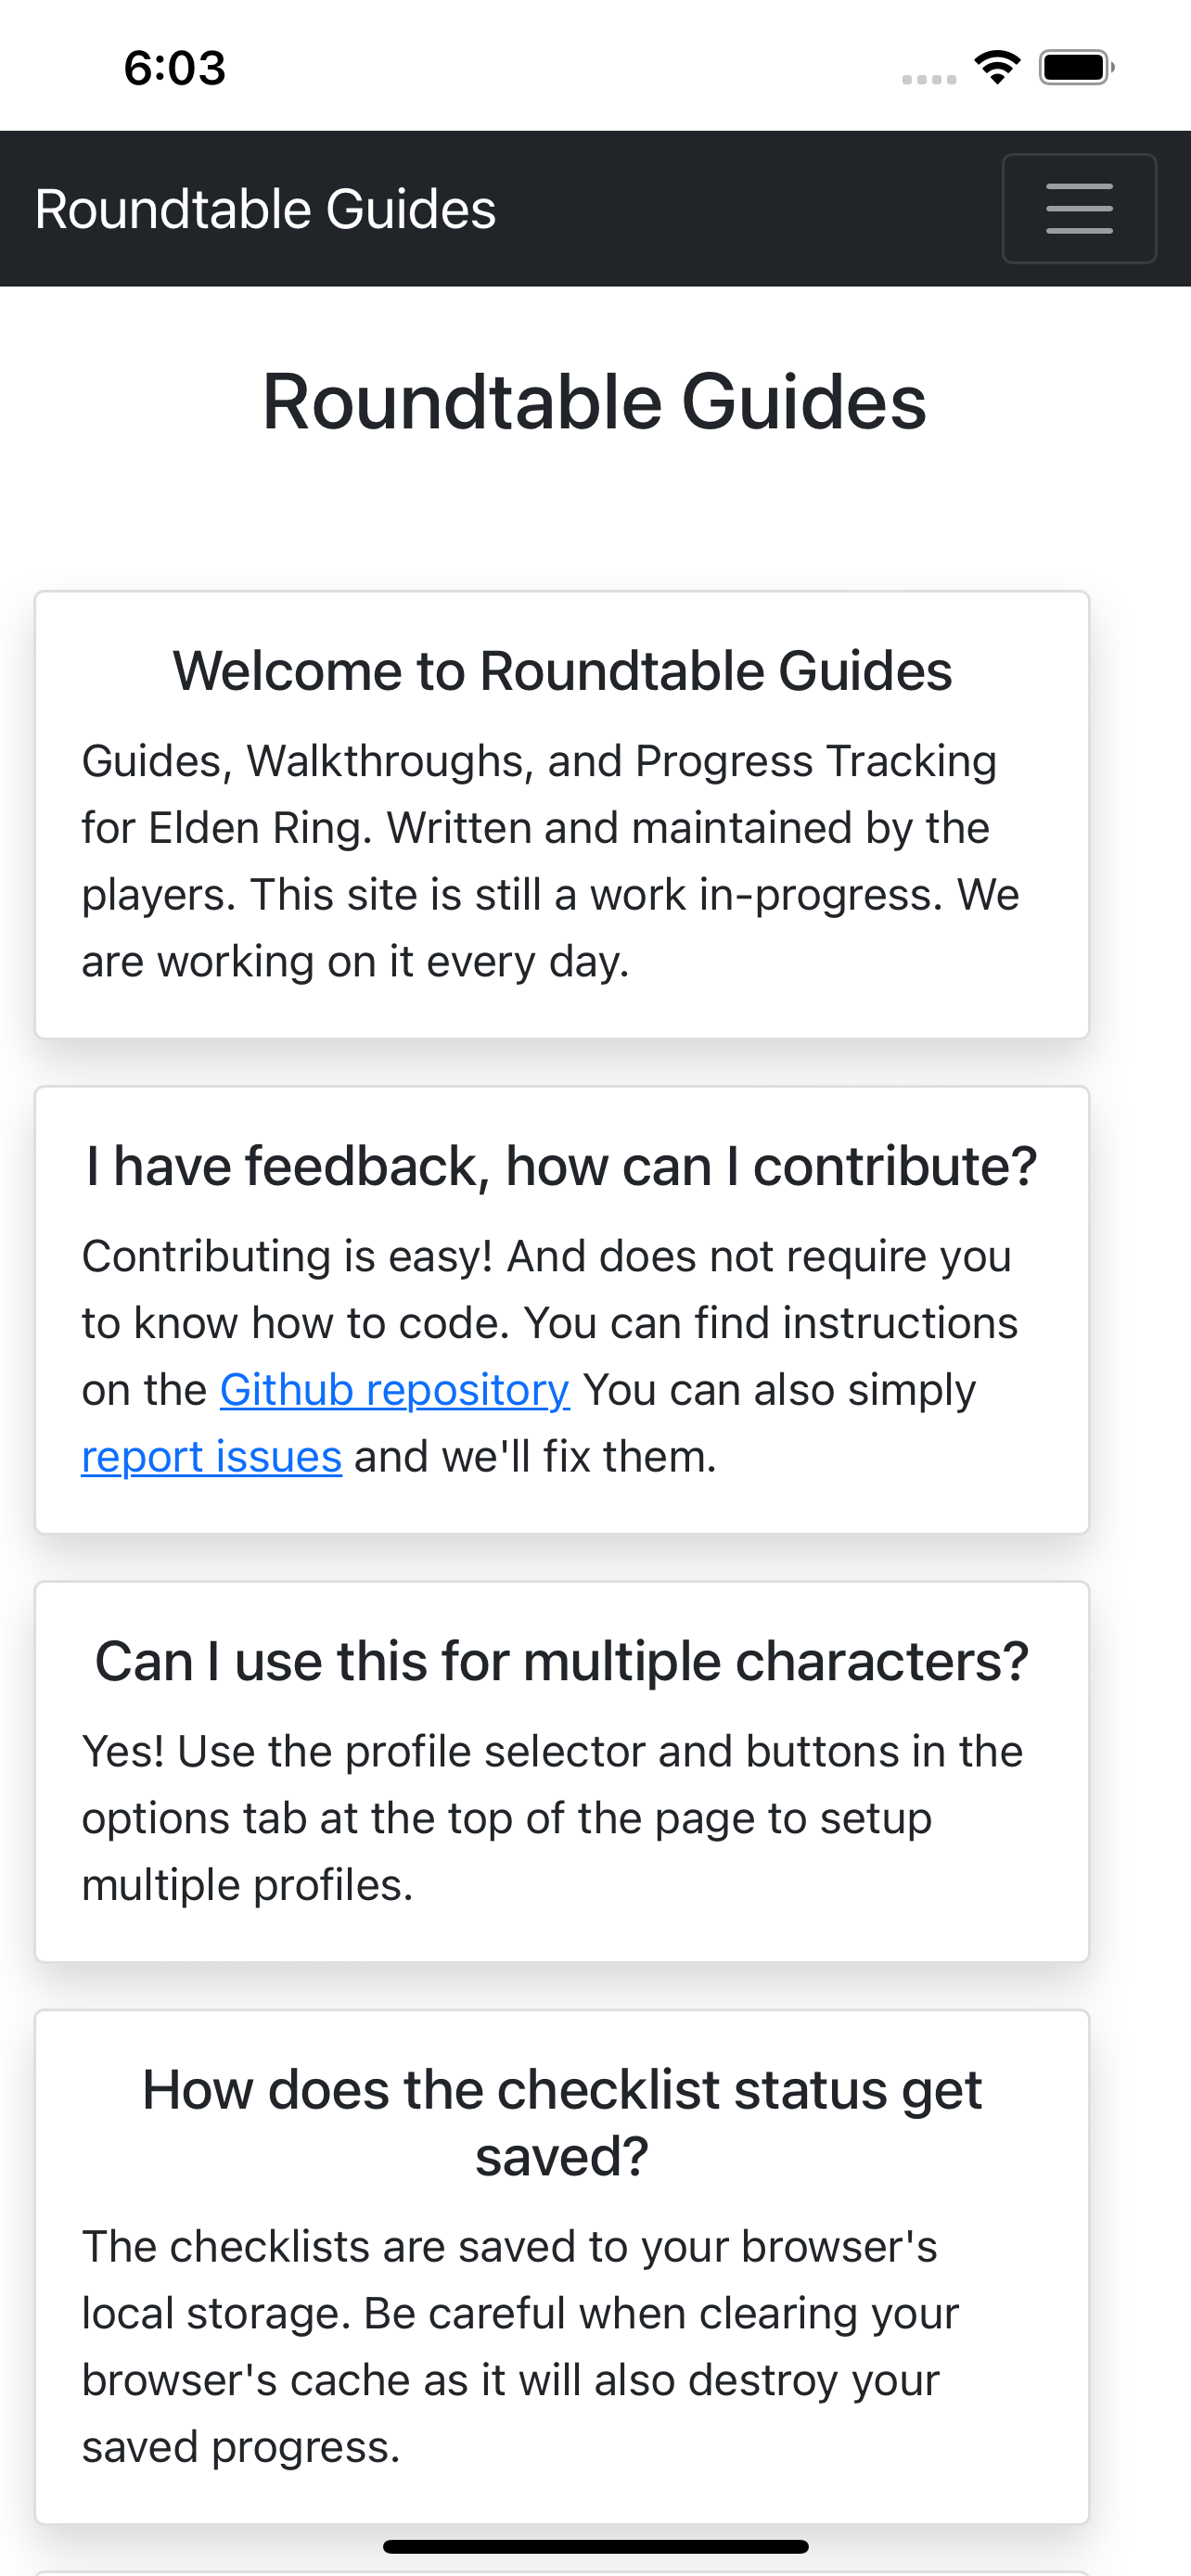 6:03
Roundtable Guides
Roundtable Guides
Welcome to Roundtable Guides
Guides, Walkthroughs, and Progress Tracking
for Elden Ring. Written and maintained by the
players. This site is still a work in-progress. We
are working on it every day.
I have feedback, how can I contribute?
Contributing is easy! And does not require you
to know how to code. You can find instructions
on the Github repository You can also simply
report issues and we'll fix them.
Can I use this for multiple characters?
Yes! Use the profile selector and buttons in the
options tab at the top of the page to setup
multiple profiles.
How does the checklist status get
saved?
The checklists are saved to your browser's
local storage. Be careful when clearing your
browser's cache as it will also destroy your
saved progress.